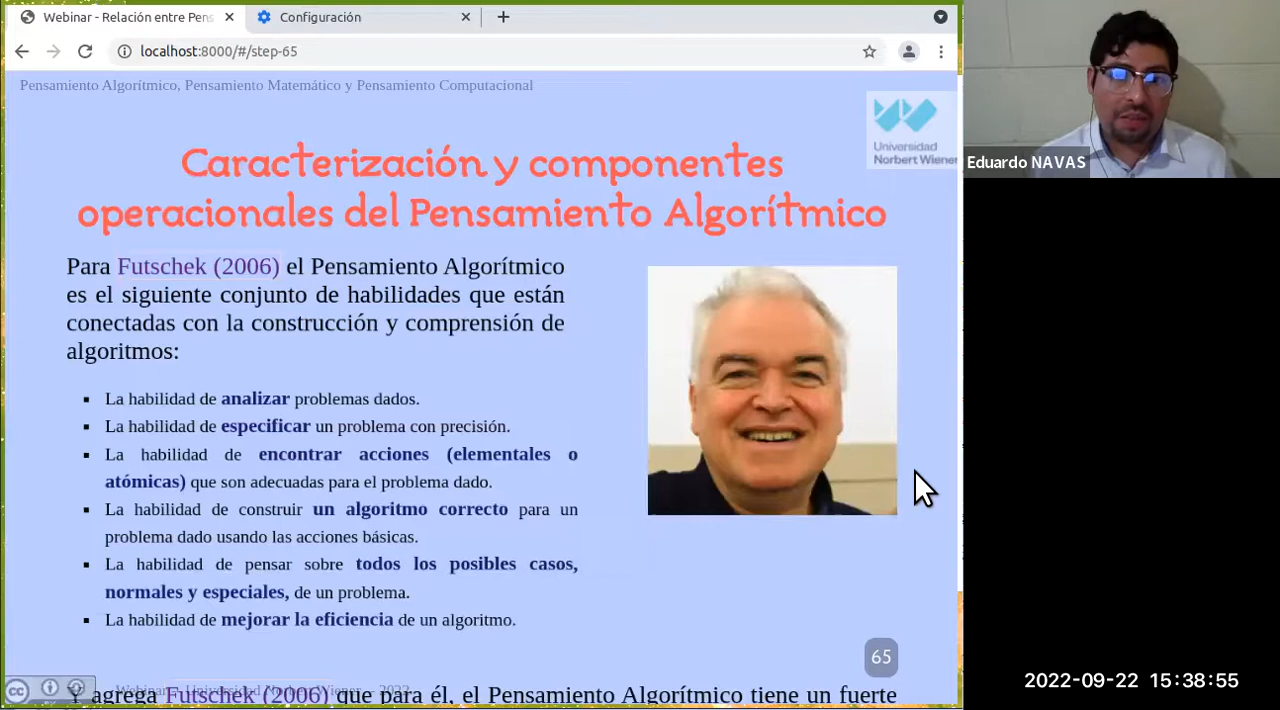 Webinar - Relación entre Pens
Configuración
localhost:8000/#/step-65
Pensamiento Algorítmico, Pensamiento Matemático y Pensamiento Computacional
Universidad
Norbert Wiener
Caracterización y componentes
operacionales del Pensamiento Algorítmico
Para Futschek (2006) el Pensamiento Algorítmico
es el siguiente conjunto de habilidades que están
conectadas con la construcción y comprensión de
algoritmos:
La habilidad de analizar problemas dados.
La habilidad de especificar un problema con precisión.
La habilidad de encontrar acciones (elementales o
atómicas) que son adecuadas para el problema dado.
La habilidad de construir un algoritmo correcto para un
problema dado usando las acciones básicas.
La habilidad de pensar sobre todos los posibles casos,
normales y especiales, de un problema.
La habilidad de mejorar la eficiencia de un algoritmo.
65
cc
Webinar - Universidad Norbert Wiener - 2022
Y agrega Futschek (2006) que para él, el Pensamiento Algorítmico tiene un fuerte
Eduardo NAVAS
2022-09-22 15:38:55